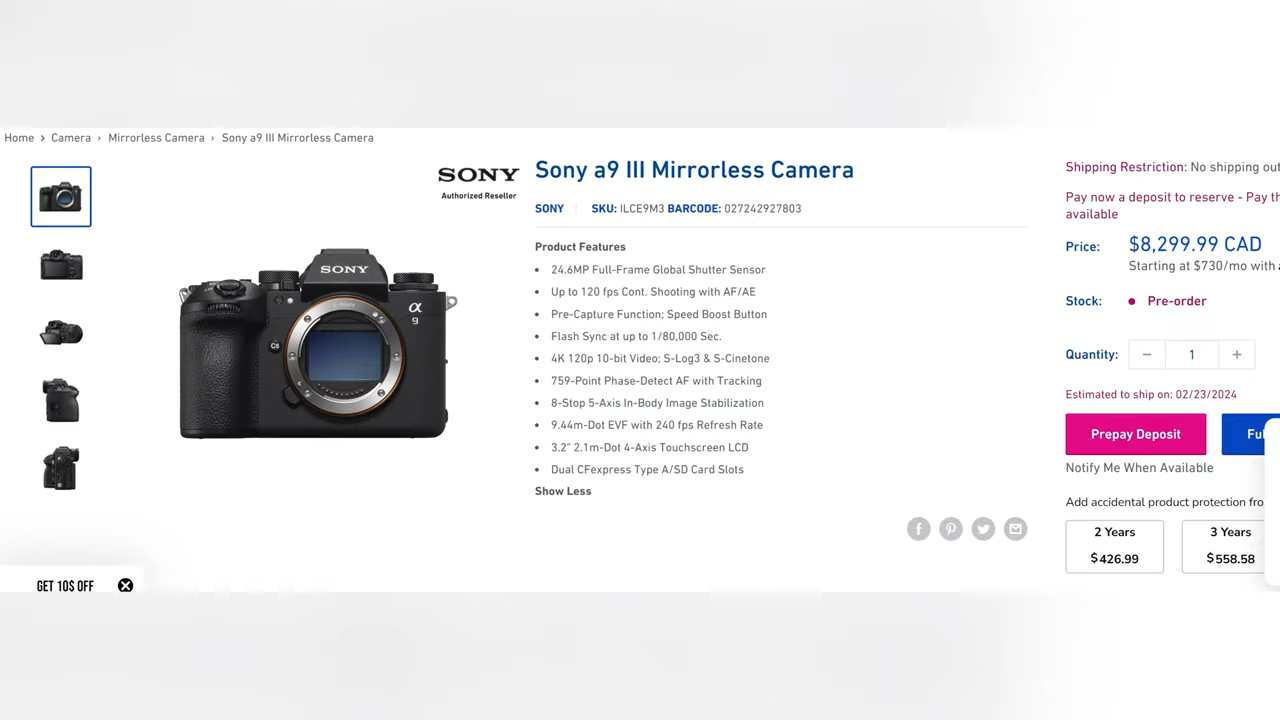 Home > Camera > Mirrorless Camera > Sony a9 III Mirrorless Camera
SONY
Authorized Reseller
SONY
α
9
Sony a9 III Mirrorless Camera
SONY SKU: ILCE9M3 BARCODE: 027242927803
Product Features
• 24.6MP Full-Frame Global Shutter Sensor
• Up to 120 fps Cont. Shooting with AF/AE
• Pre-Capture Function; Speed Boost Button
• Flash Sync at up to 1/80,000 Sec.
• 4K 120p 10-bit Video; S-Log3 & S-Cinetone
• 759-Point Phase-Detect AF with Tracking
• 8-Stop 5-Axis In-Body Image Stabilization
• 9.44m-Dot EVF with 240 fps Refresh Rate
• 3.2" 2.1m-Dot 4-Axis Touchscreen LCD
• Dual CFexpress Type A/SD Card Slots
Show Less
Shipping Restriction: No shipping out
Pay now a deposit to reserve - Pay th
available
Price: $8,299.99 CAD
Starting at $730/mo with
Stock: • Pre-order
Quantity: − 1 +
Estimated to ship on: 02/23/2024
Prepay Deposit
Ful
Notify Me When Available
Add accidental product protection fro
2 Years
$426.99
3 Years
$558.58
GET 10$ OFF